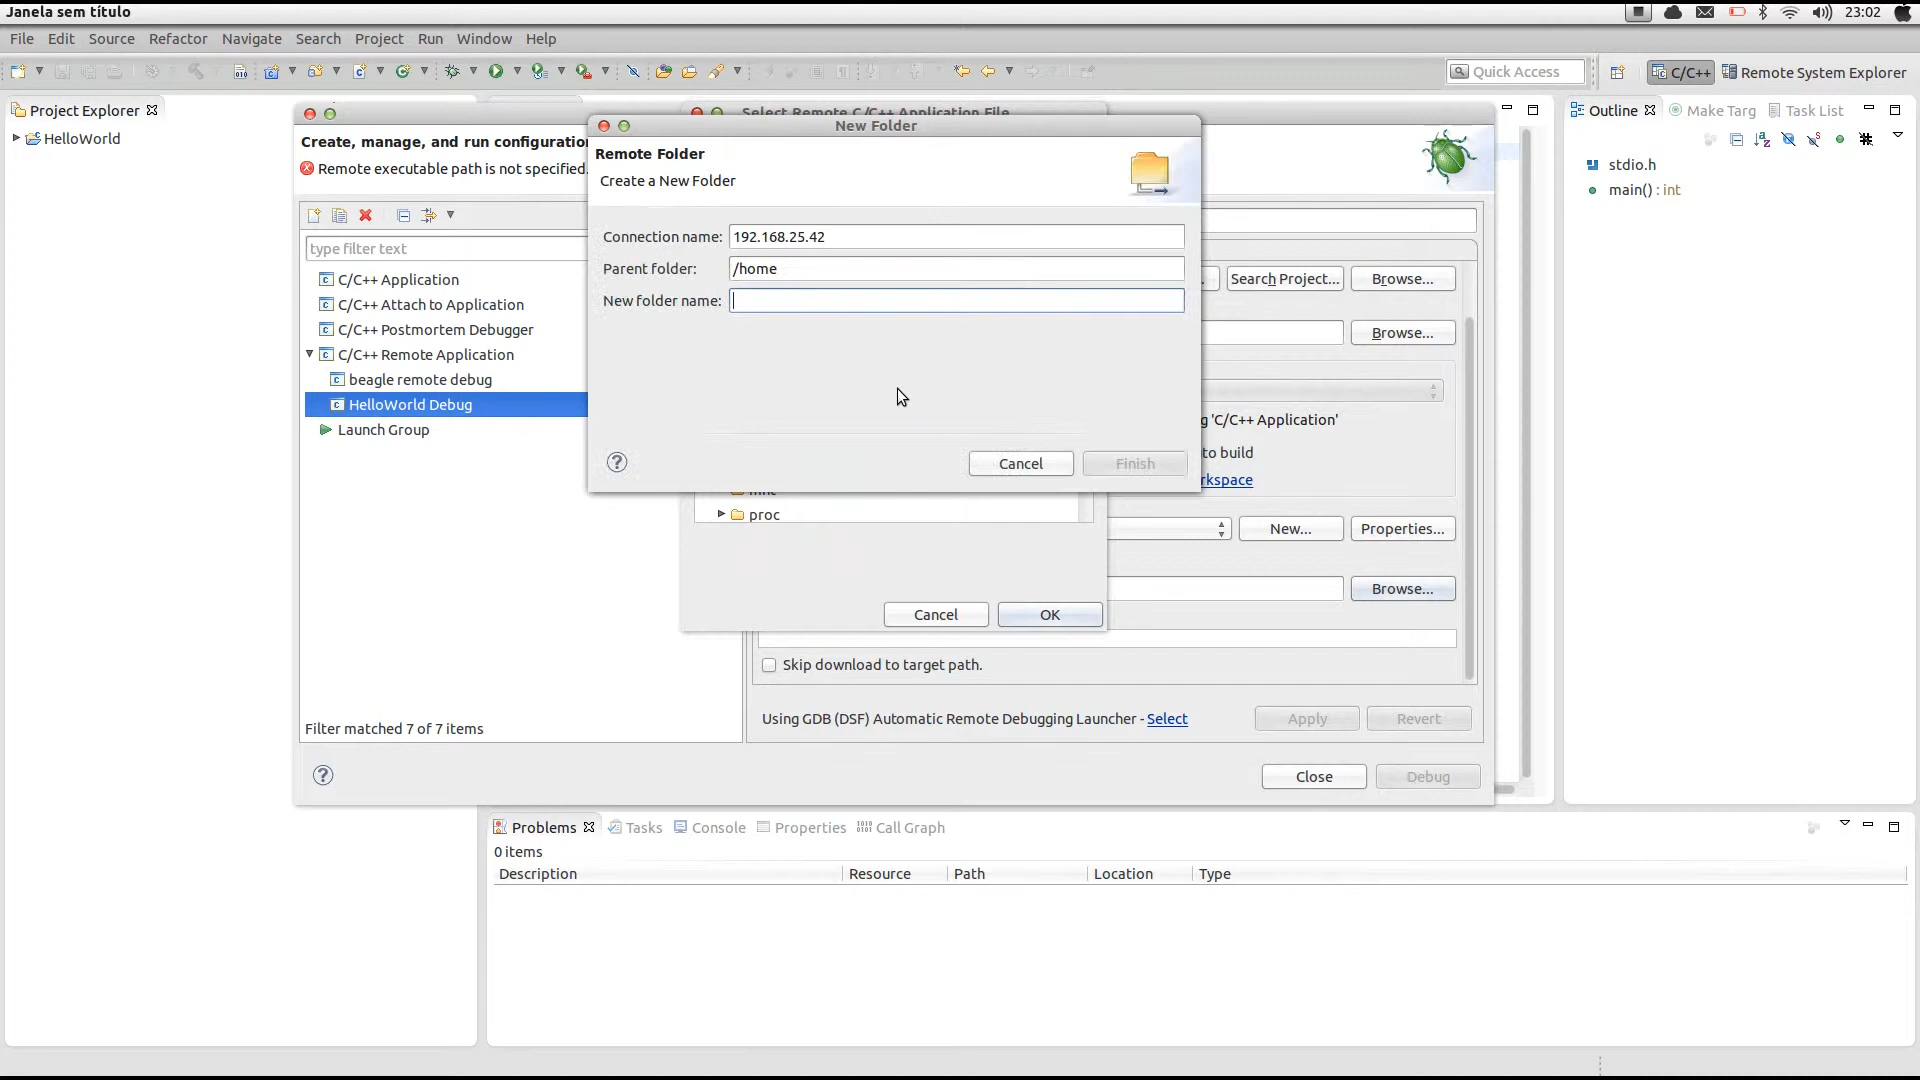 Janela sem título
23:02
File Edit Source Refactor Navigate Search Project Run Window Help
Quick Access
C/C++
Remote System Explorer
Project Explorer
HelloWorld
Create, manage, and run configuratio
Remote executable path is not specified.
type filter text
C/C++ Application
C/C++ Attach to Application
C/C++ Postmortem Debugger
C/C++ Remote Application
beagle remote debug
HelloWorld Debug
Launch Group
Filter matched 7 of 7 items
Select Remote C/C++ Application File
New Folder
Remote Folder
Create a New Folder
Connection name: 192.168.25.42
Parent folder: /home
New folder name:
Cancel
Finish
proc
Cancel
OK
Search Project...
Browse...
Browse...
g 'C/C++ Application'
to build
rkspace
New...
Properties...
Browse...
Skip download to target path.
Using GDB (DSF) Automatic Remote Debugging Launcher - Select
Apply
Revert
Close
Debug
Outline
Make Targ
Task List
stdio.h
main() : int
Problems
Tasks
Console
Properties
Call Graph
0 items
Description Resource Path Location Type